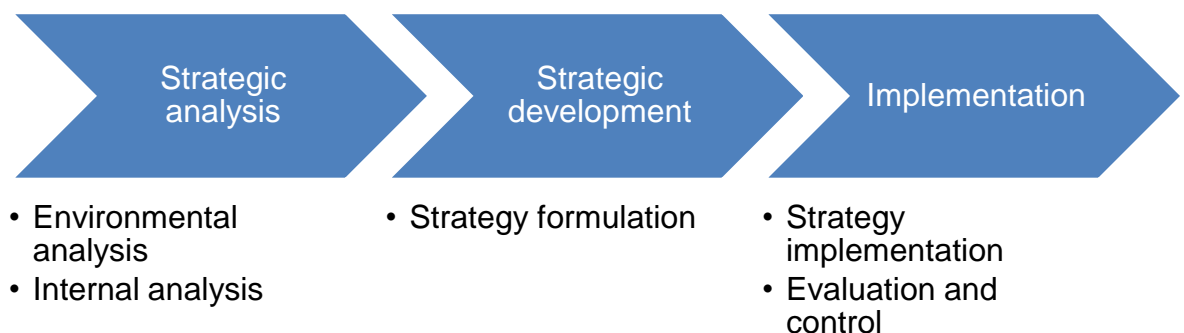 Strategic
analysis
Strategic
development
Implementation
• Environmental
analysis
• Internal analysis
• Strategy formulation
• Strategy
implementation
• Evaluation and
control